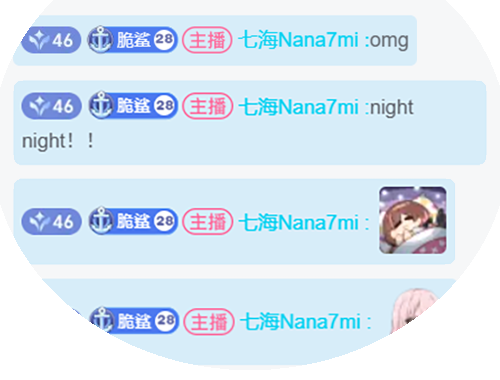 46 脆鲨 28 主播 七海Nana7mi :omg
46 脆鲨 28 主播 七海Nana7mi :night
night！！
46 脆鲨 28 主播 七海Nana7mi :
脆鲨 28 主播 七海Nana7mi :